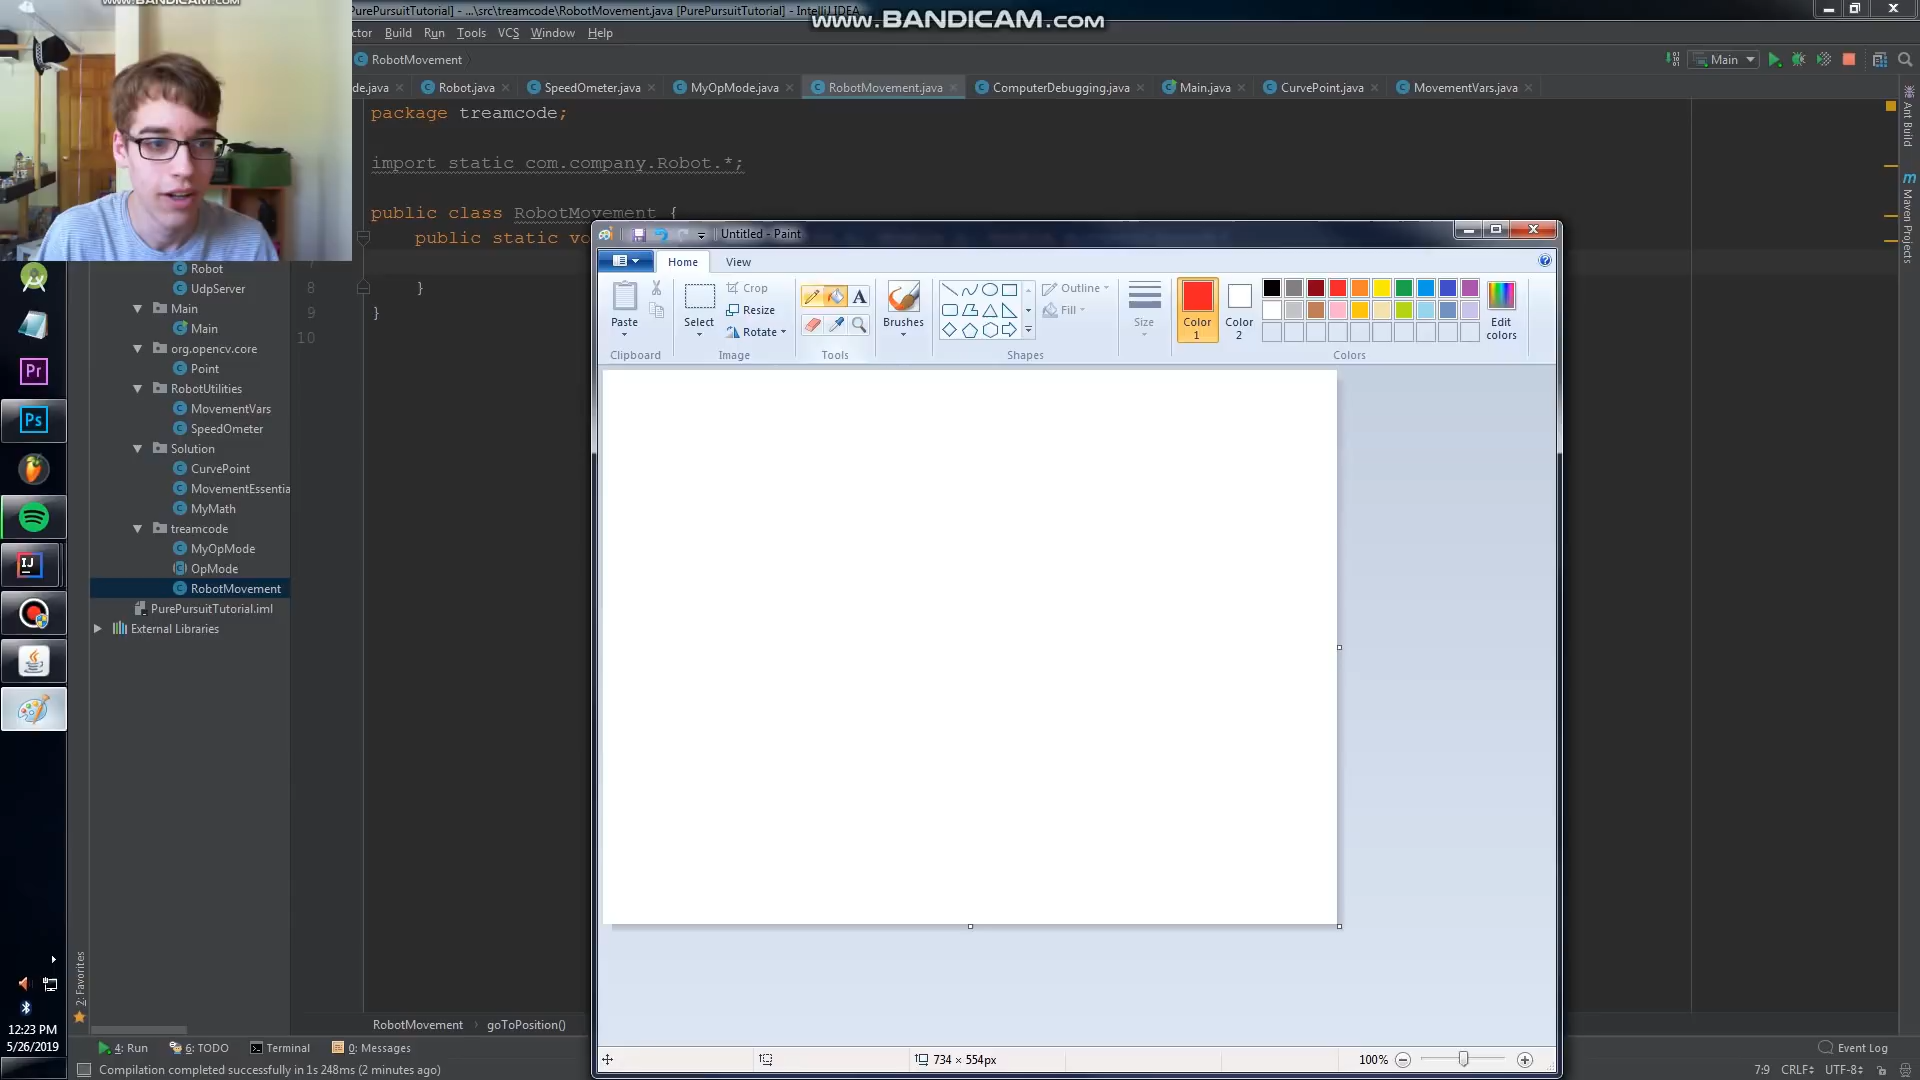 www.BANDICAM.com
PurePursuitTutorial] - ...\src\treamcode\RobotMovement.java [PurePursuitTutorial] - IntelliJ IDEA
www.BANDICAM.com
ctor Build Run Tools VCS Window Help
RobotMovement
Main
de.java Robot.java SpeedOmeter.java MyOpMode.java RobotMovement.java ComputerDebugging.java Main.java CurvePoint.java MovementVars.java
package treamcode;
import static com.company.Robot.*;
public class RobotMovement {
public static vo
8 }
9 }
10
Ant Build
Maven Projects
Robot
UdpServer
Main
Main
org.opencv.core
Point
RobotUtilities
MovementVars
SpeedOmeter
Solution
CurvePoint
MovementEssentia
MyMath
treamcode
MyOpMode
OpMode
RobotMovement
PurePursuitTutorial.iml
External Libraries
Pr
Ps
IJ
Untitled - Paint
Home View
Paste
Clipboard
Select
Crop
Resize
Rotate
Image
A
Tools
Brushes
Shapes
Outline
Fill
Size
Color 1
Color 2
Edit colors
Colors
734 × 554px
100%
2: Favorites
RobotMovement goToPosition()
4: Run 6: TODO Terminal 0: Messages
Event Log
Compilation completed successfully in 1s 248ms (2 minutes ago)
7:9 CRLF UTF-8
12:23 PM
5/26/2019